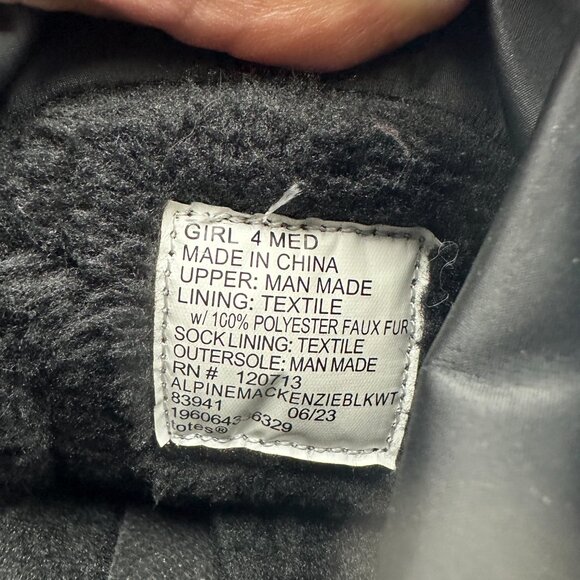 GIRL 4 MED
MADE IN CHINA
UPPER: MAN MADE
LINING: TEXTILE
w/ 100% POLYESTER FAUX FUR
SOCK LINING: TEXTILE
OUTERSOLE: MAN MADE
RN # 120713
ALPINEMACKENZIEBLKWT
83941 06/23
totes®